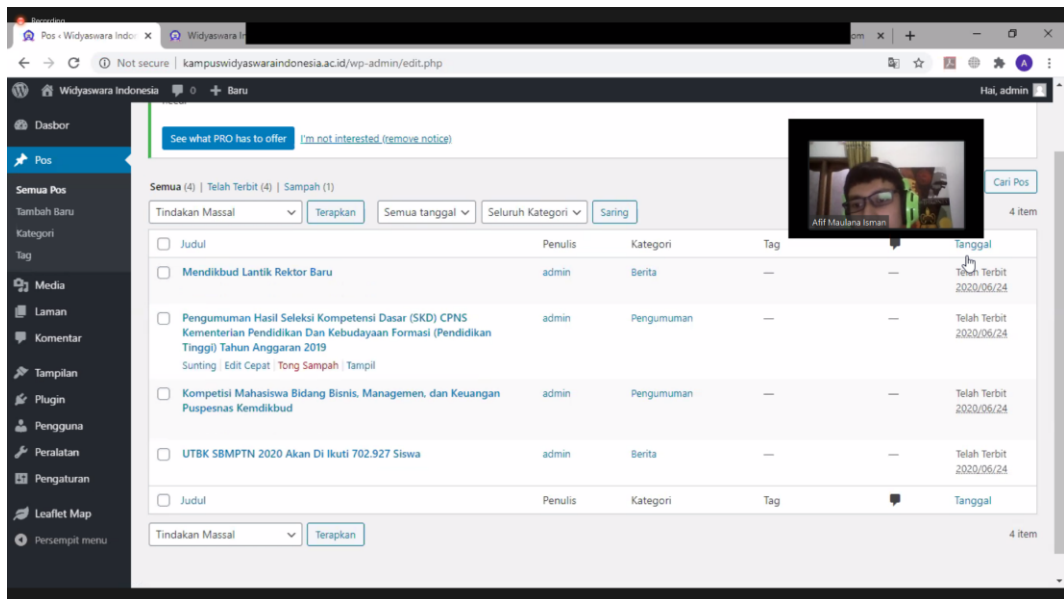 Recording
Pos ‹ Widyaswara Indor
Widyaswara Ir
om
Not secure | kampuswidyaswaraindonesia.ac.id/wp-admin/edit.php
A
Widyaswara Indonesia 0 + Baru
Hai, admin
See what PRO has to offer I'm not interested (remove notice)
Dasbor
Pos
Semua Pos
Tambah Baru
Kategori
Tag
Media
Laman
Komentar
Tampilan
Plugin
Pengguna
Peralatan
Pengaturan
Leaflet Map
Persempit menu
Semua (4) | Telah Terbit (4) | Sampah (1)
Cari Pos
Tindakan Massal Terapkan Semua tanggal Seluruh Kategori Saring
4 item
Afif Maulana Isman
Judul Penulis Kategori Tag Tanggal
Mendikbud Lantik Rektor Baru admin Berita — — Telah Terbit
2020/06/24
Pengumuman Hasil Seleksi Kompetensi Dasar (SKD) CPNS admin Pengumuman — — Telah Terbit
Kementerian Pendidikan Dan Kebudayaan Formasi (Pendidikan 2020/06/24
Tinggi) Tahun Anggaran 2019
Sunting | Edit Cepat | Tong Sampah | Tampil
Kompetisi Mahasiswa Bidang Bisnis, Managemen, dan Keuangan admin Pengumuman — — Telah Terbit
Puspesnas Kemdikbud 2020/06/24
UTBK SBMPTN 2020 Akan Di Ikuti 702.927 Siswa admin Berita — — Telah Terbit
2020/06/24
Judul Penulis Kategori Tag Tanggal
Tindakan Massal Terapkan
4 item